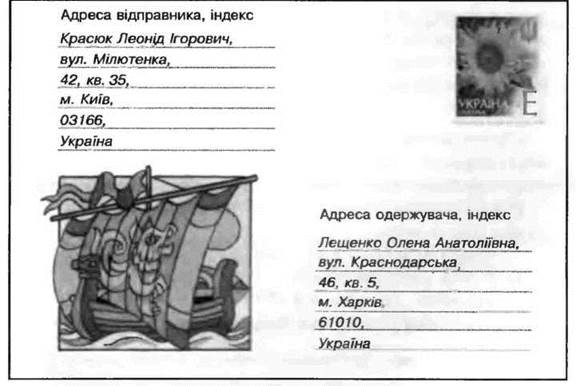 Адреса відправника, індекс
Красюк Леонід Ігорович,
вул. Мілютенка,
42, кв. 35,
м. Київ,
03166,
Україна
УКРАЇНА
E
Адреса одержувача, індекс
Лещенко Олена Анатоліївна,
вул. Краснодарська,
46, кв. 5,
м. Харків,
61010,
Україна